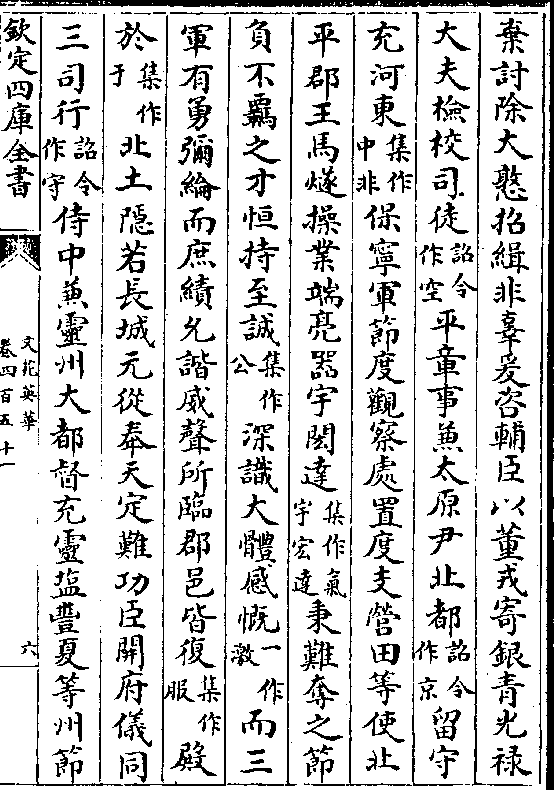 棄討除大憝招緝非辜爰咨輔臣以董戎寄銀青光祿
大夫檢校司徒詔令作空平章事兼太原尹北都詔令作京留守
充河東集作中非保寧軍節度觀察處置度支營田等使北
平郡王馬燧操業端亮噐宇閎達集作氣宇宏達秉難奪之節
負不羈之才恒持至誠集作公深識大體憾慨一作激而三
軍有勇彌綸而庶績允諧威聲所臨郡邑皆復集作服殿
於集作于北土隱若長城元從奉天定難功臣開府儀同
三司行詔令作守侍中兼靈州大都督充靈塩豐夏等州節
欽定四庫全書
文苑英華
卷四百五十一
六